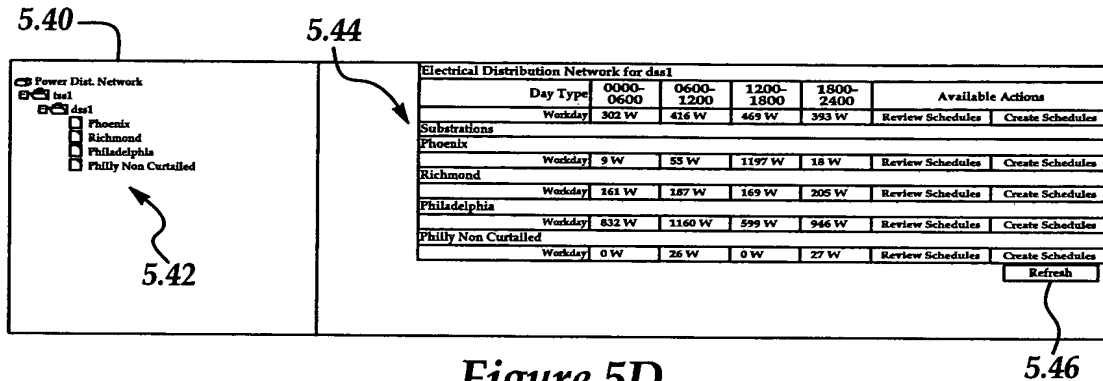 5.40
5.44
Power Dist. Network
tss1
dss1
Phoenix
Richmond
Philadelphia
Philly Non Curtailed
5.42
Electrical Distribution Network for dss1
Day Type 0000-0600 0600-1200 1200-1800 1800-2400 Available Actions
Workday 302 W 416 W 469 W 393 W Review Schedules Create Schedules
Substrations
Phoenix
Workday 9 W 55 W 1197 W 18 W Review Schedules Create Schedules
Richmond
Workday 161 W 187 W 169 W 205 W Review Schedules Create Schedules
Philadelphia
Workday 832 W 1160 W 599 W 946 W Review Schedules Create Schedules
Philly Non Curtailed
Workday 0 W 26 W 0 W 27 W Review Schedules Create Schedules
Refresh
5.46
Figure 5D